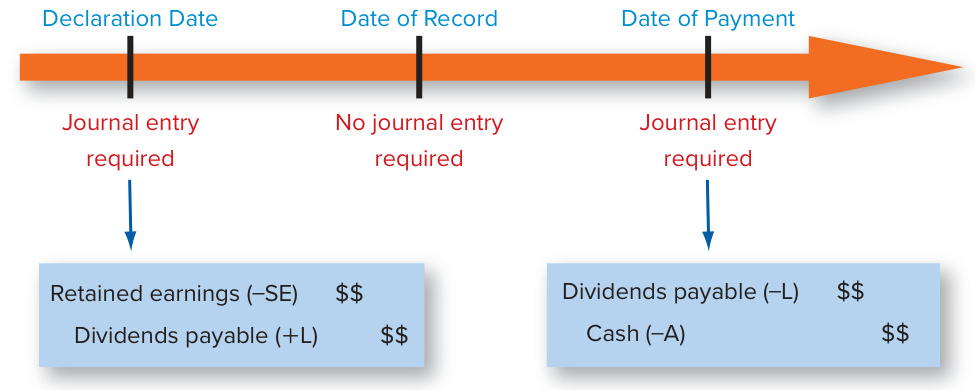 Declaration Date
Date of Record
Date of Payment
Journal entry
required
No journal entry
required
Journal entry
required
Retained earnings (–SE) $$
Dividends payable (+L) $$
Dividends payable (–L) $$
Cash (–A) $$